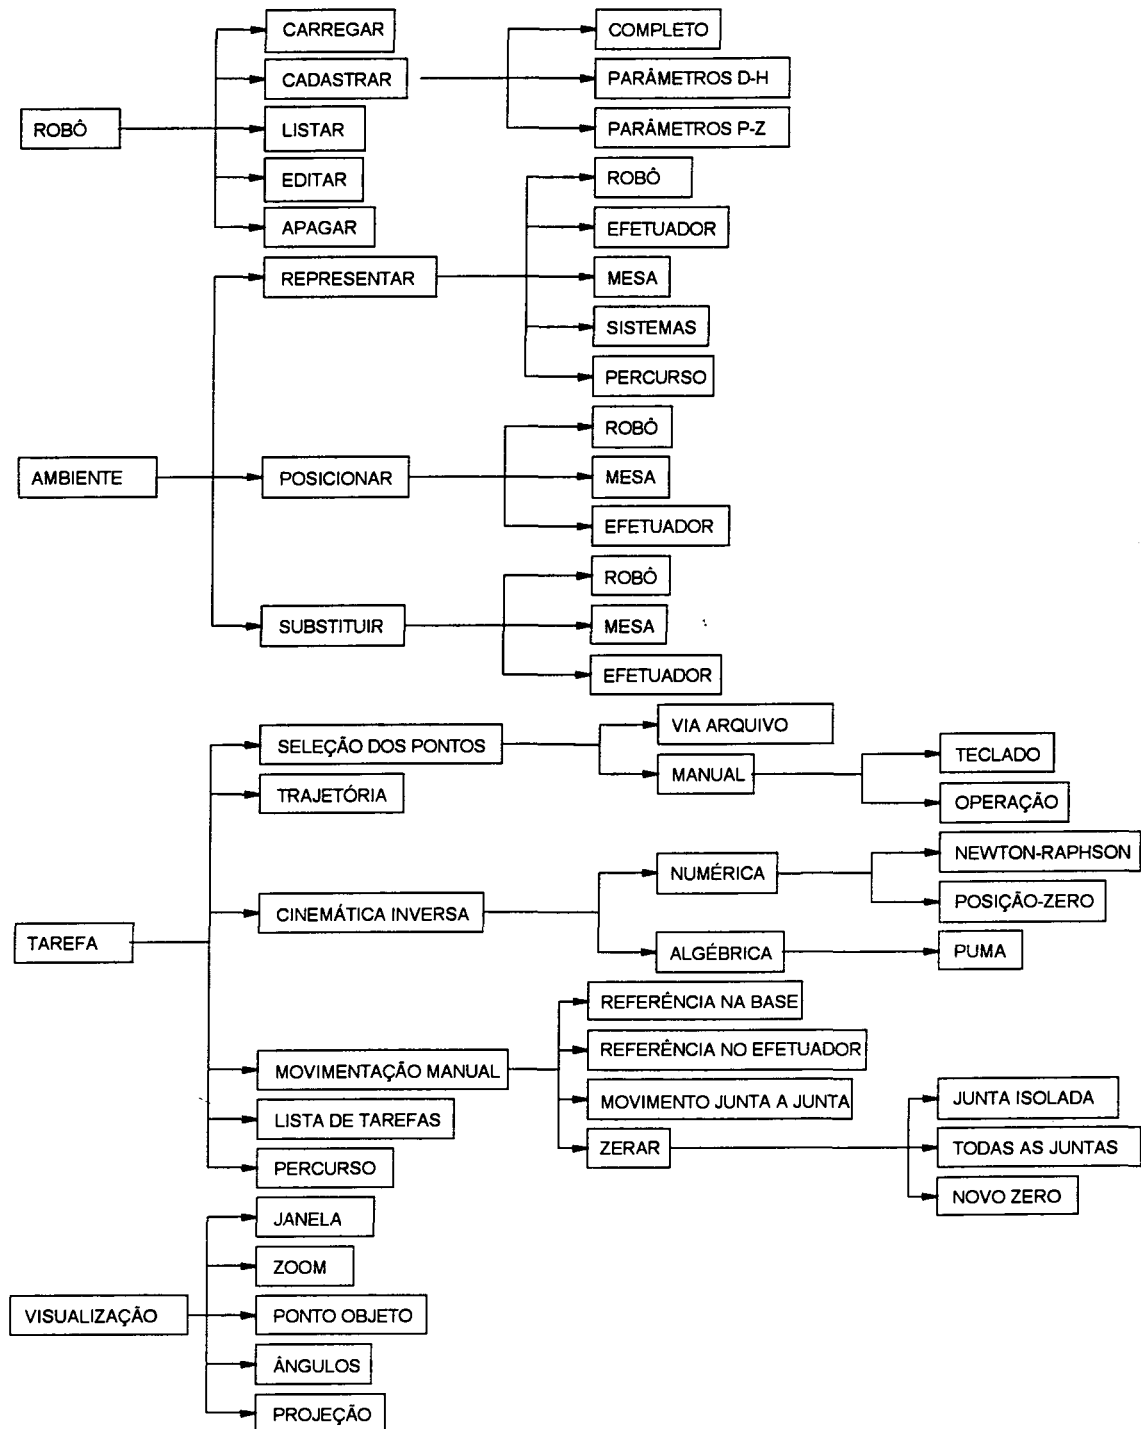 CARREGAR
COMPLETO
CADASTRAR
PARÂMETROS D-H
ROBÔ
LISTAR
PARÂMETROS P-Z
EDITAR
ROBÔ
APAGAR
EFETUADOR
REPRESENTAR
MESA
SISTEMAS
PERCURSO
ROBÔ
AMBIENTE
POSICIONAR
MESA
EFETUADOR
ROBÔ
SUBSTITUIR
MESA
EFETUADOR
SELEÇÃO DOS PONTOS
VIA ARQUIVO
TECLADO
TRAJETÓRIA
MANUAL
OPERAÇÃO
NEWTON-RAPHSON
NUMÉRICA
POSIÇÃO-ZERO
CINEMÁTICA INVERSA
TAREFA
ALGÉBRICA
PUMA
REFERÊNCIA NA BASE
REFERÊNCIA NO EFETUADOR
MOVIMENTAÇÃO MANUAL
MOVIMENTO JUNTA A JUNTA
JUNTA ISOLADA
LISTA DE TAREFAS
ZERAR
TODAS AS JUNTAS
PERCURSO
NOVO ZERO
JANELA
ZOOM
VISUALIZAÇÃO
PONTO OBJETO
ÂNGULOS
PROJEÇÃO